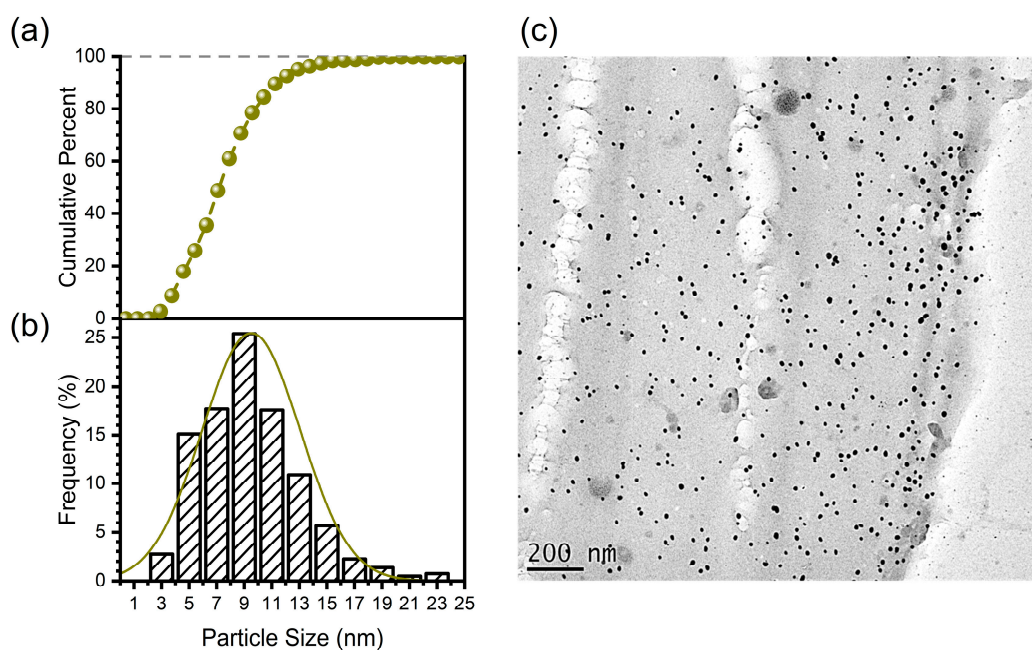 (a)
100
80
60
40
20
0
Cumulative Percent
(b)
25
20
15
10
5
0
Frequency (%)
1 3 5 7 9 11 13 15 17 19 21 23 25
Particle Size (nm)
(c)
200 nm